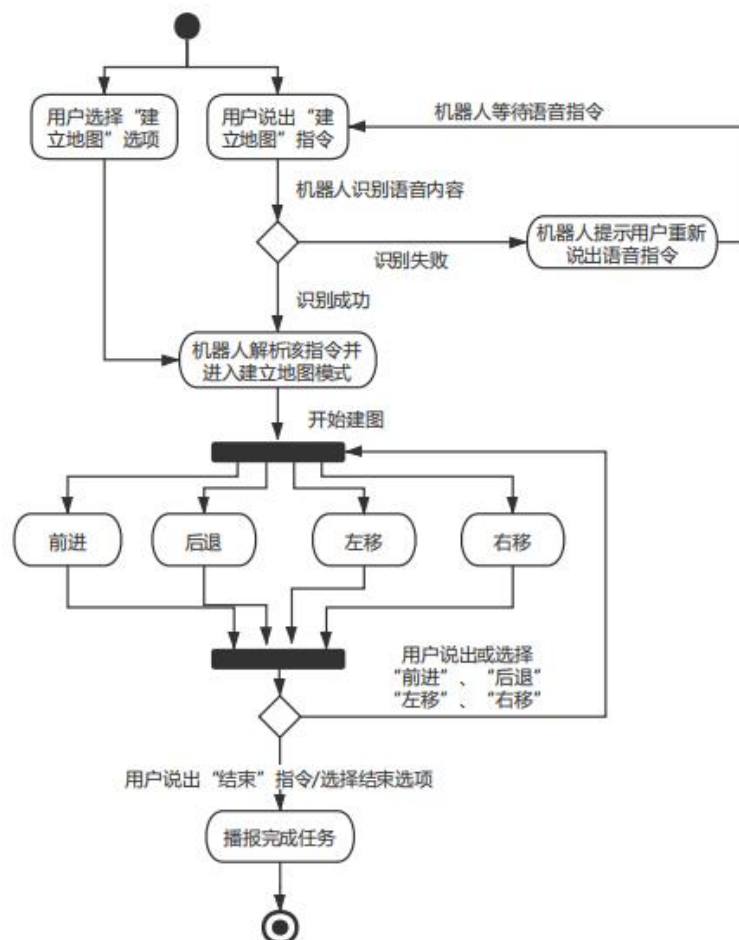 用户选择“建
立地图”选项
用户说出“建
立地图”指令
机器人等待语音指令
机器人识别语音内容
机器人提示用户重新
说出语音指令
识别失败
识别成功
机器人解析该指令并
进入建立地图模式
开始建图
前进
后退
左移
右移
用户说出或选择
“前进”、“后退”
“左移”、“右移”
用户说出“结束”指令/选择结束选项
播报完成任务